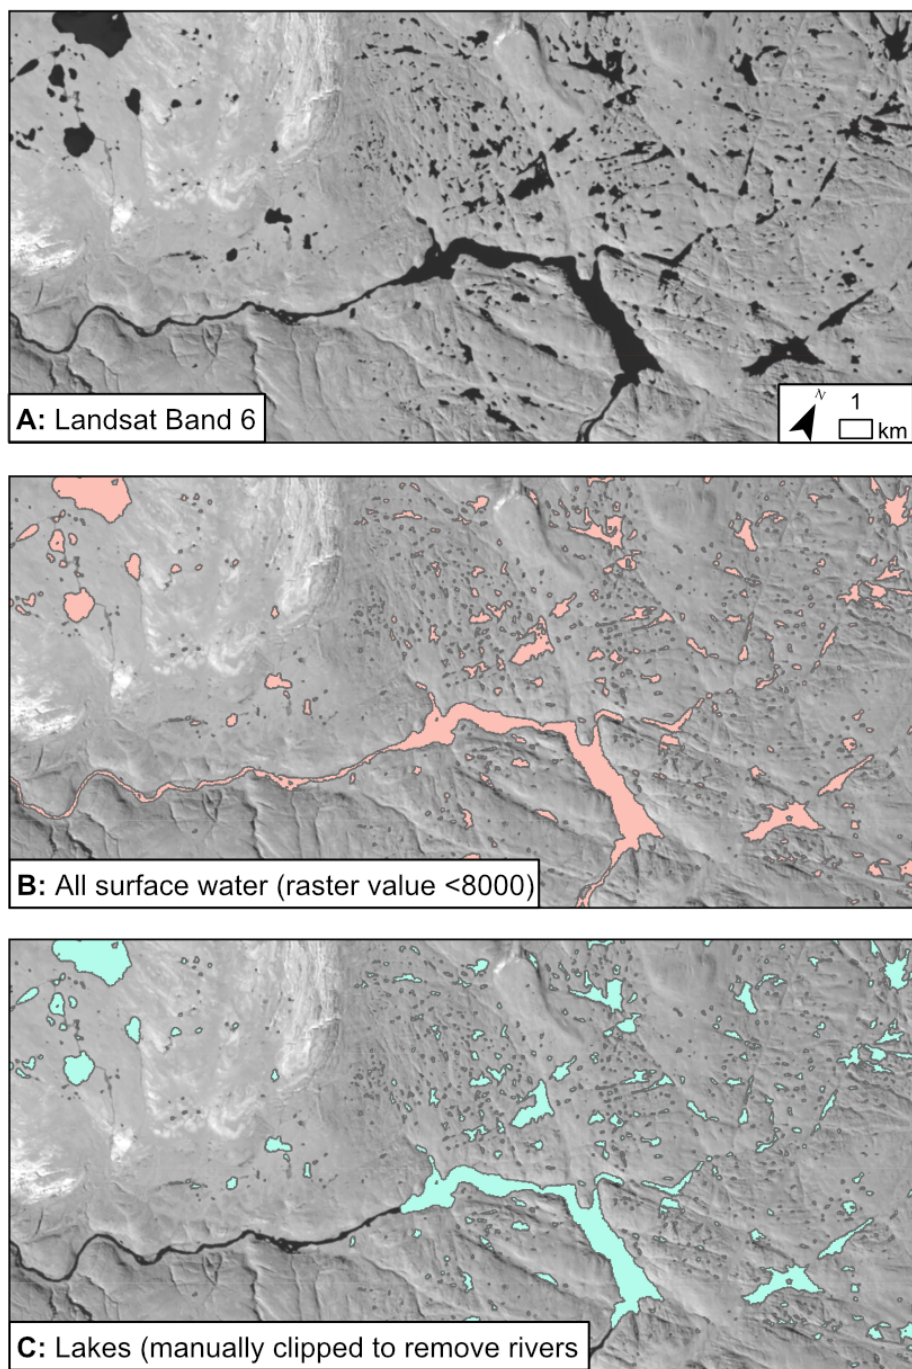 A: Landsat Band 6
N
1
km
B: All surface water (raster value <8000)
C: Lakes (manually clipped to remove rivers